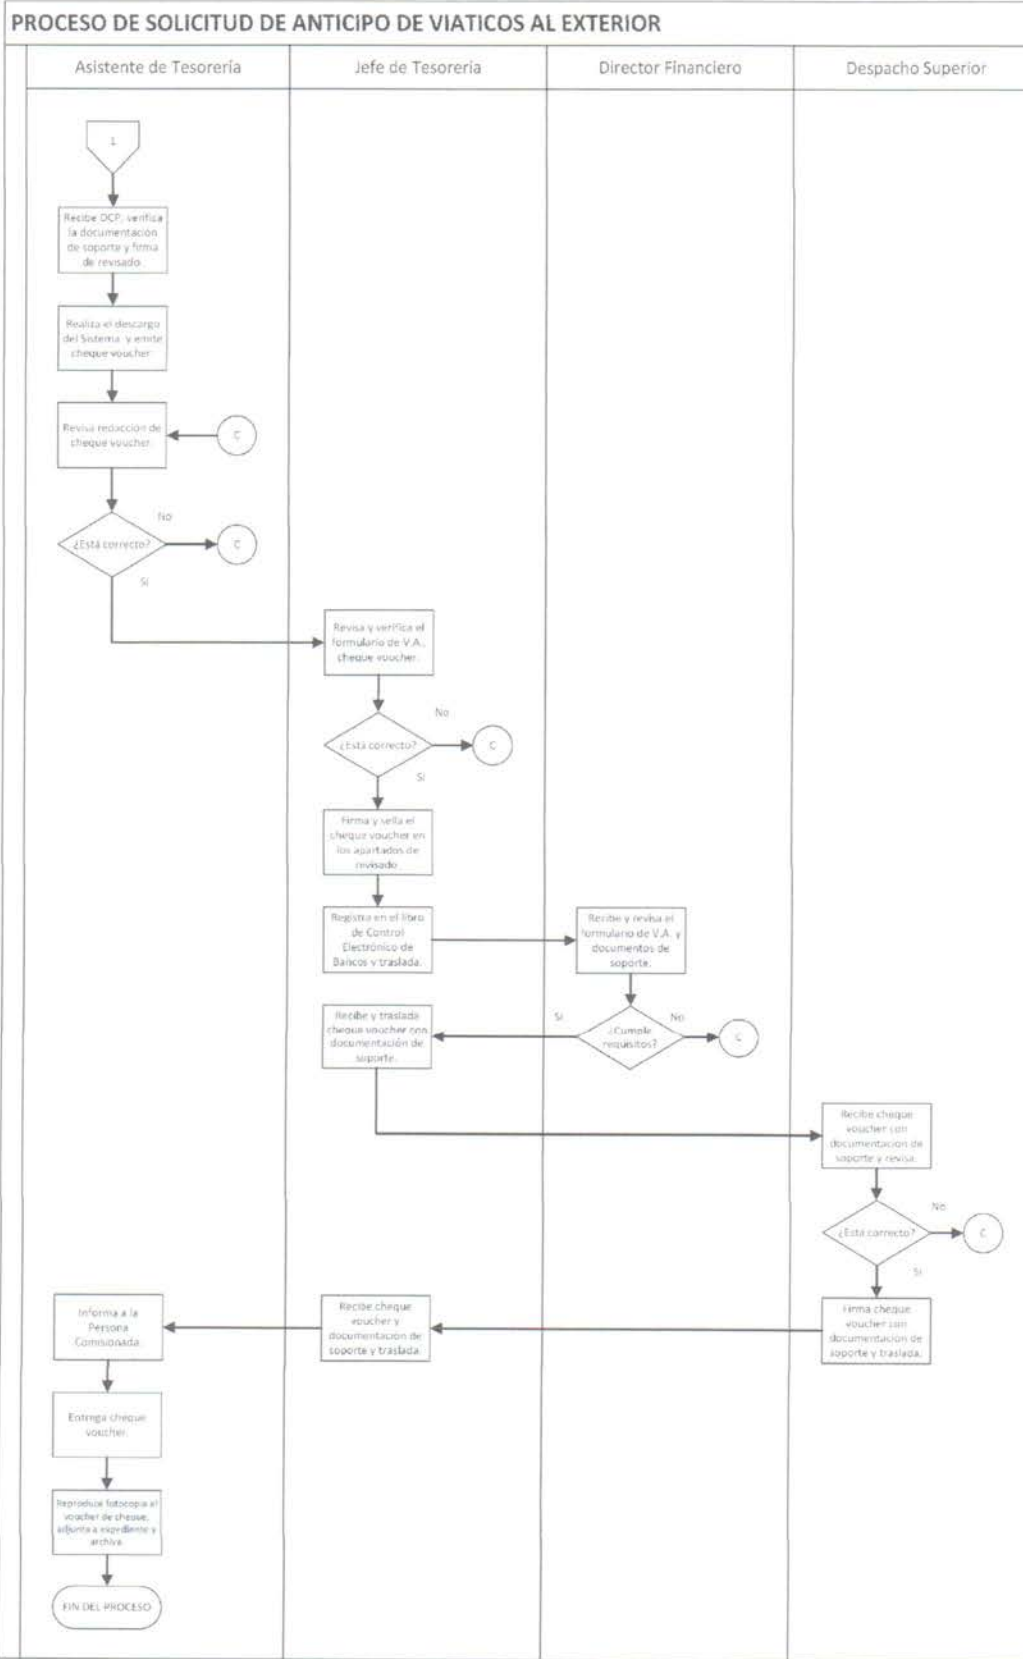 PROCESO DE SOLICITUD DE ANTICIPO DE VIATICOS AL EXTERIOR
Asistente de Tesorería
Jefe de Tesorería
Director Financiero
Despacho Superior
1
Recibe DCP, verifica
la documentación
de soporte y firma
de revisado
Realiza el descargo
del Sistema y emite
cheque voucher
Revisa redacción de
cheque voucher.
C
¿Está correcto?
No
C
Si
Revisa y verifica el
formulario de V.A.,
cheque voucher.
¿Está correcto?
No
C
Si
Firma y sella el
cheque voucher en
los apartados de
revisado
Registra en el libro
de Control
Electrónico de
Bancos y traslada.
Recibe y revisa el
formulario de V.A. y
documentos de
soporte.
¿Cumple
requisitos?
Si
No
C
Recibe y traslada
cheque voucher con
documentación de
soporte.
Recibe cheque
voucher con
documentación de
soporte y revisa.
¿Está correcto?
No
C
Si
Firma cheque
voucher con
documentación de
soporte y traslada.
Recibe cheque
voucher y
documentación de
soporte y traslada.
Informa a la
Persona
Comisionada
Entrega cheque
voucher.
Reproduce fotocopia al
voucher de cheque,
adjunta a expediente y
archiva
FIN DEL PROCESO